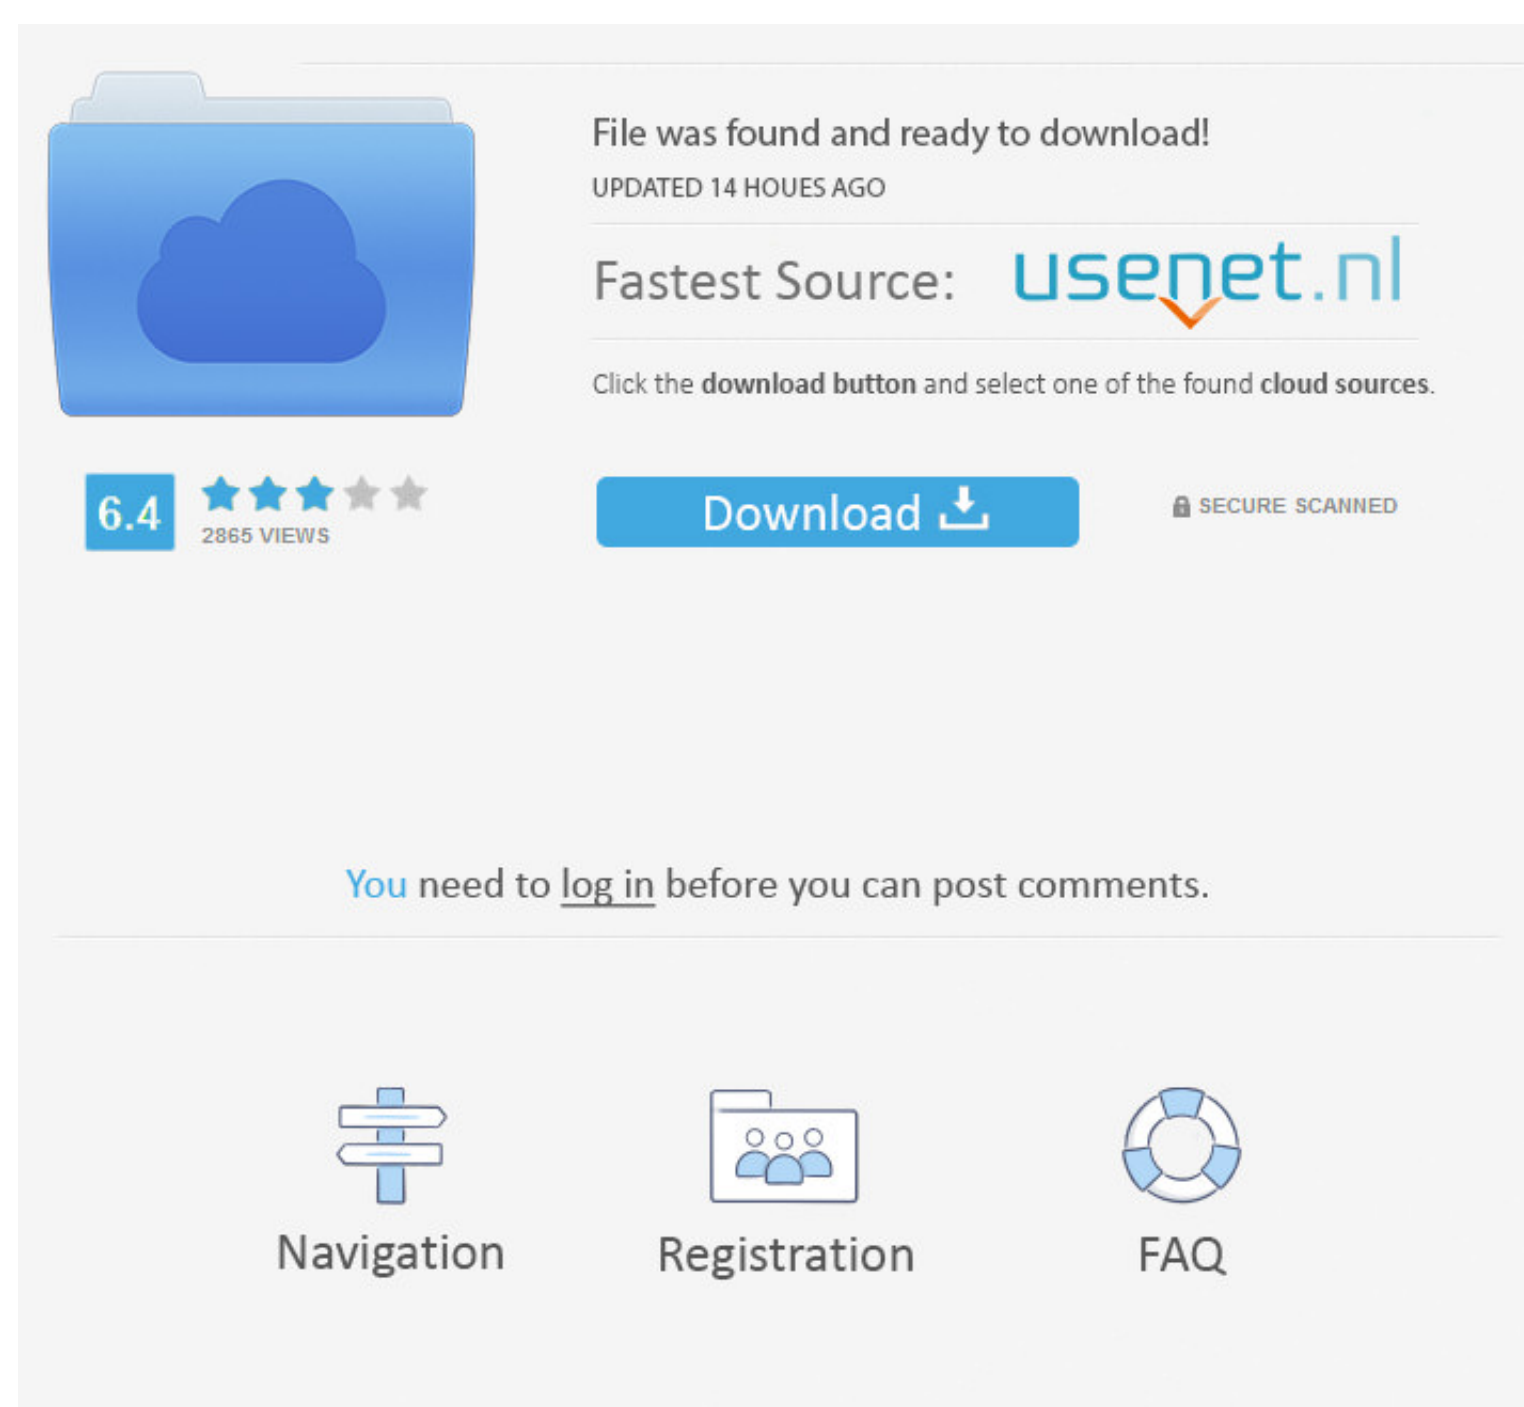 File was found and ready to download!
UPDATED 14 HOUES AGO
Fastest Source: usenet.nl
Click the download button and select one of the found cloud sources.
6.4
2865 VIEWS
Download
SECURE SCANNED
You need to log in before you can post comments.
Navigation
Registration
FAQ